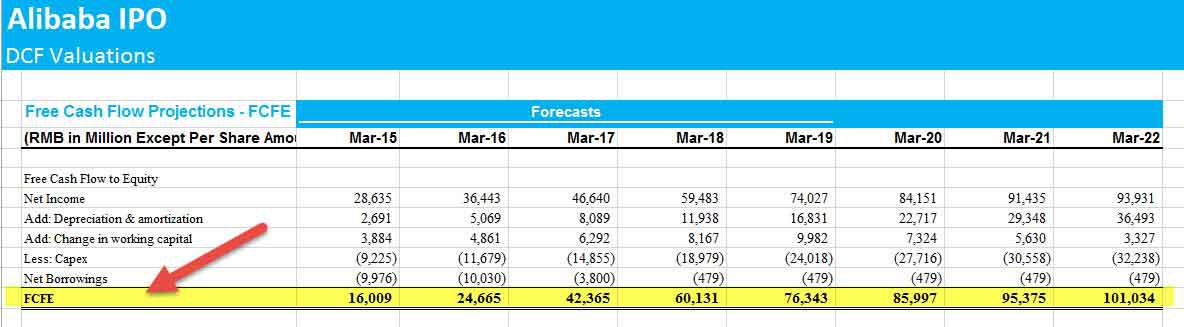 Alibaba IPO
DCF Valuations
Free Cash Flow Projections - FCFE Forecasts
(RMB in Million Except Per Share Amo Mar-15 Mar-16 Mar-17 Mar-18 Mar-19 Mar-20 Mar-21 Mar-22
Free Cash Flow to Equity
Net Income 28,635 36,443 46,640 59,483 74,027 84,151 91,435 93,931
Add: Depreciation & amortization 2,691 5,069 8,089 11,938 16,831 22,717 29,348 36,493
Add: Change in working capital 3,884 4,861 6,292 8,167 9,982 7,324 5,630 3,327
Less: Capex (9,225) (11,679) (14,855) (18,979) (24,018) (27,716) (30,558) (32,238)
Net Borrowings (9,976) (10,030) (3,800) (479) (479) (479) (479) (479)
FCFE 16,009 24,665 42,365 60,131 76,343 85,997 95,375 101,034